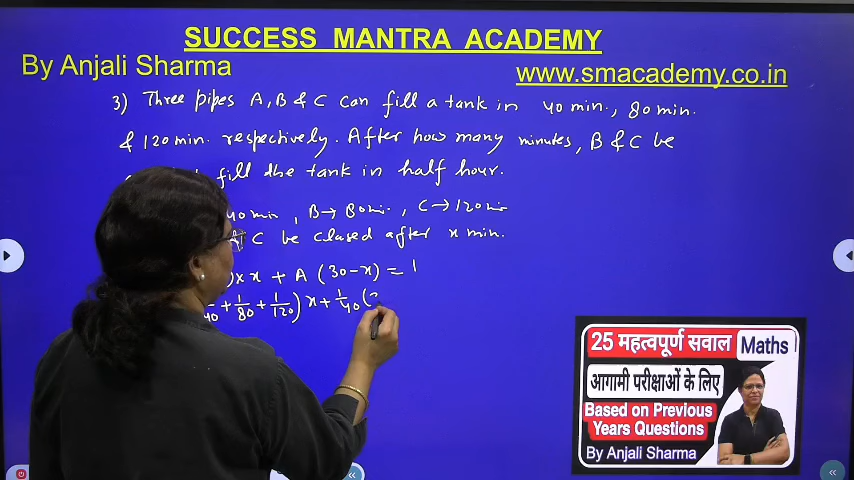 SUCCESS MANTRA ACADEMY
By Anjali Sharma
www.smacademy.co.in
3) Three pipes A, B & C can fill a tank in 40 min., 80 min.
& 120 min. respectively. After how many minutes, B & C be
fill the tank in half hour.
40 min, B → 80 min., C → 120 min
C be closed after x min.
) x x + A (30-x) = 1
40 + 1/80 + 1/120) x + 1/40 (
25 महत्वपूर्ण सवाल Maths
आगामी परीक्षाओं के लिए
Based on Previous
Years Questions
By Anjali Sharma